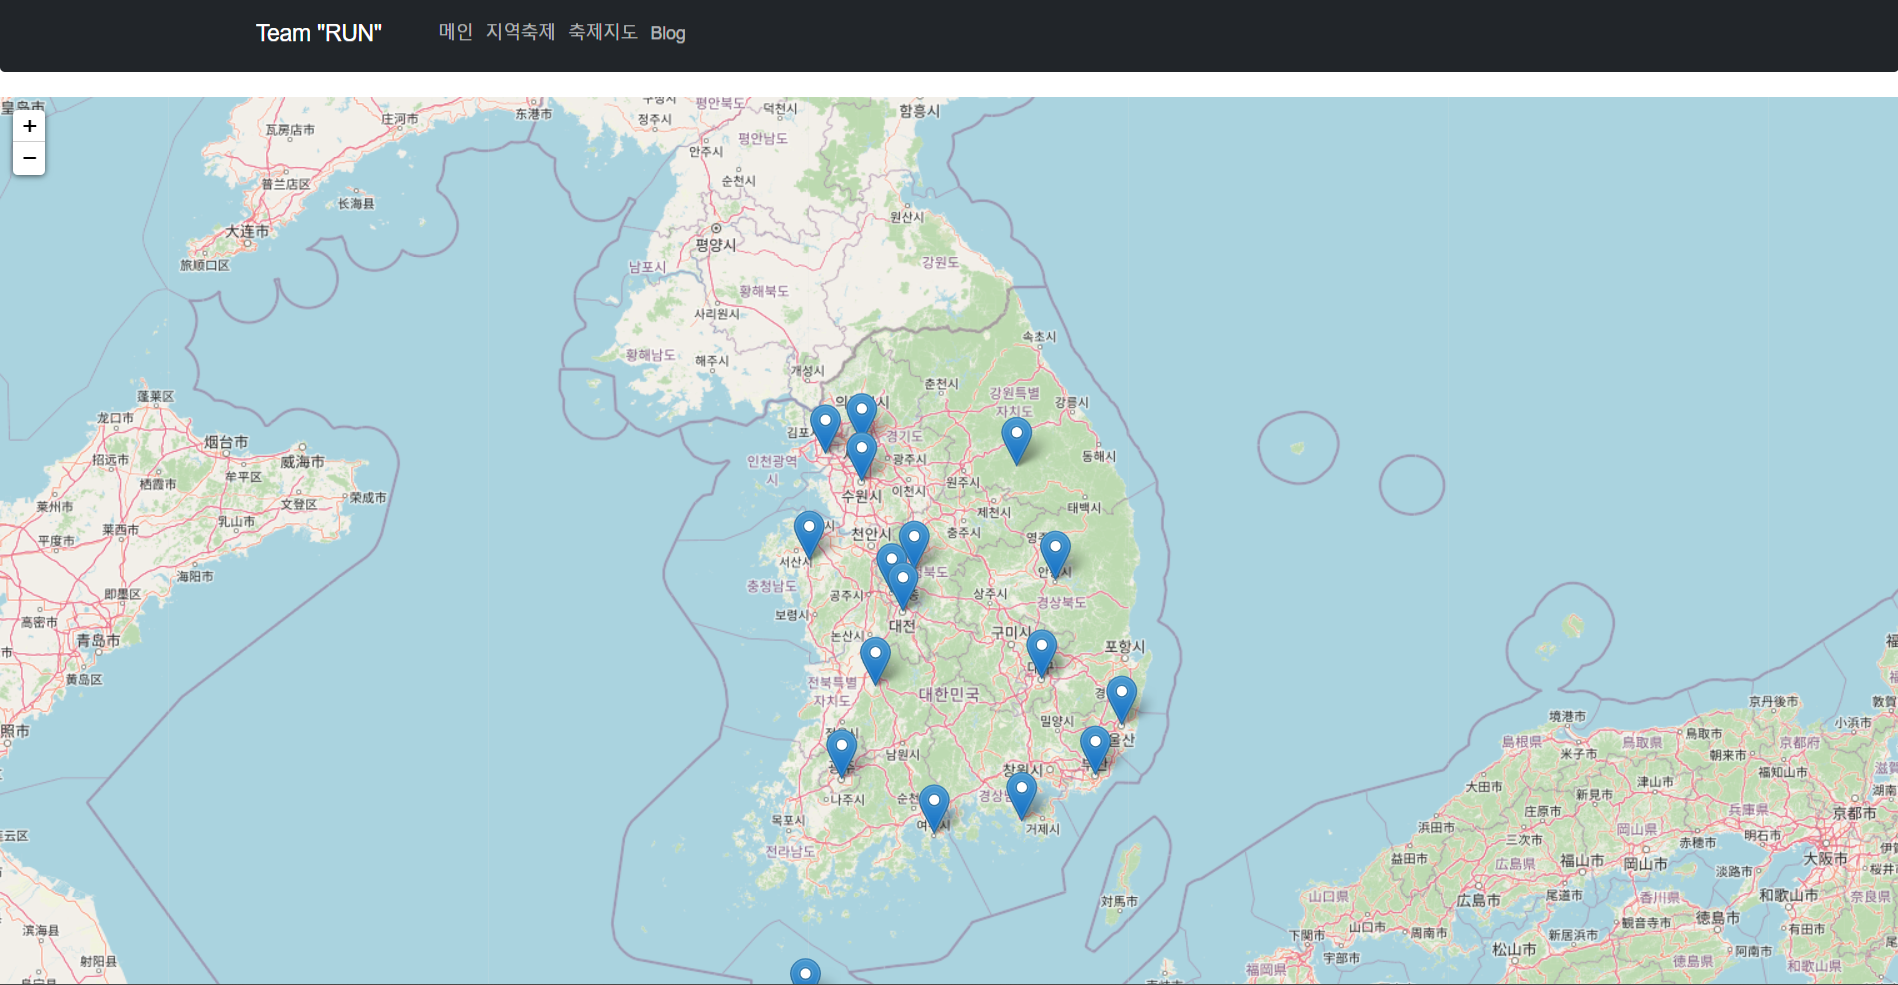 Team "RUN" 메인 지역축제 축제지도 Blog
+
−
皇岛市
瓦房店市
庄河市
东港市
정주시
평안북도
덕천시
함흥시
평안남도
안주시
순천시
普兰店区
长海县
大连市
旅顺口区
원산시
평양시
남포시
강원도
황해북도
사리원시
황해남도
해주시
개성시
속초시
춘천시
강원특별
자치도
강릉시
蓬莱区
龙口市
烟台市
威海市
招远市
牟平区
栖霞市
文登区
荣成市
莱州市
莱西市
乳山市
平度市
海阳市
即墨区
高密市
青岛市
黄岛区
照市
경기도
광주시
인천광역
시
수원시
이천시
원주시
동해시
제천시
태백시
천안시
충주시
서산시
충청남도
공주시
상주시
경상북도
보령시
대전
논산시
구미시
포항시
전북특별
자치도
대한민국
밀양시
울산
남원시
창원시
나주시
목포시
거제시
전라남도
対馬市
京丹後市
敦賀
境港市
小浜市
島根県
鳥取県
鳥取市
京都府
米子市
朝来市
福知山市
大田市
津山市
新見市
庄原市
兵庫県
京都市
浜田市
岡山県
三次市
明石市
赤穂市
益田市
広島県
福山市
岡山市
大阪市
淡路市
桜井
山口県
広島市
尾道市
香川県
和歌山市
奈良県
観音寺市
徳島市
有田市
下関市
山口市
周南市
新居浜市
宇部市
松山市
阿南市
福岡県
徳島県
和歌山県
滨海县
射阳县